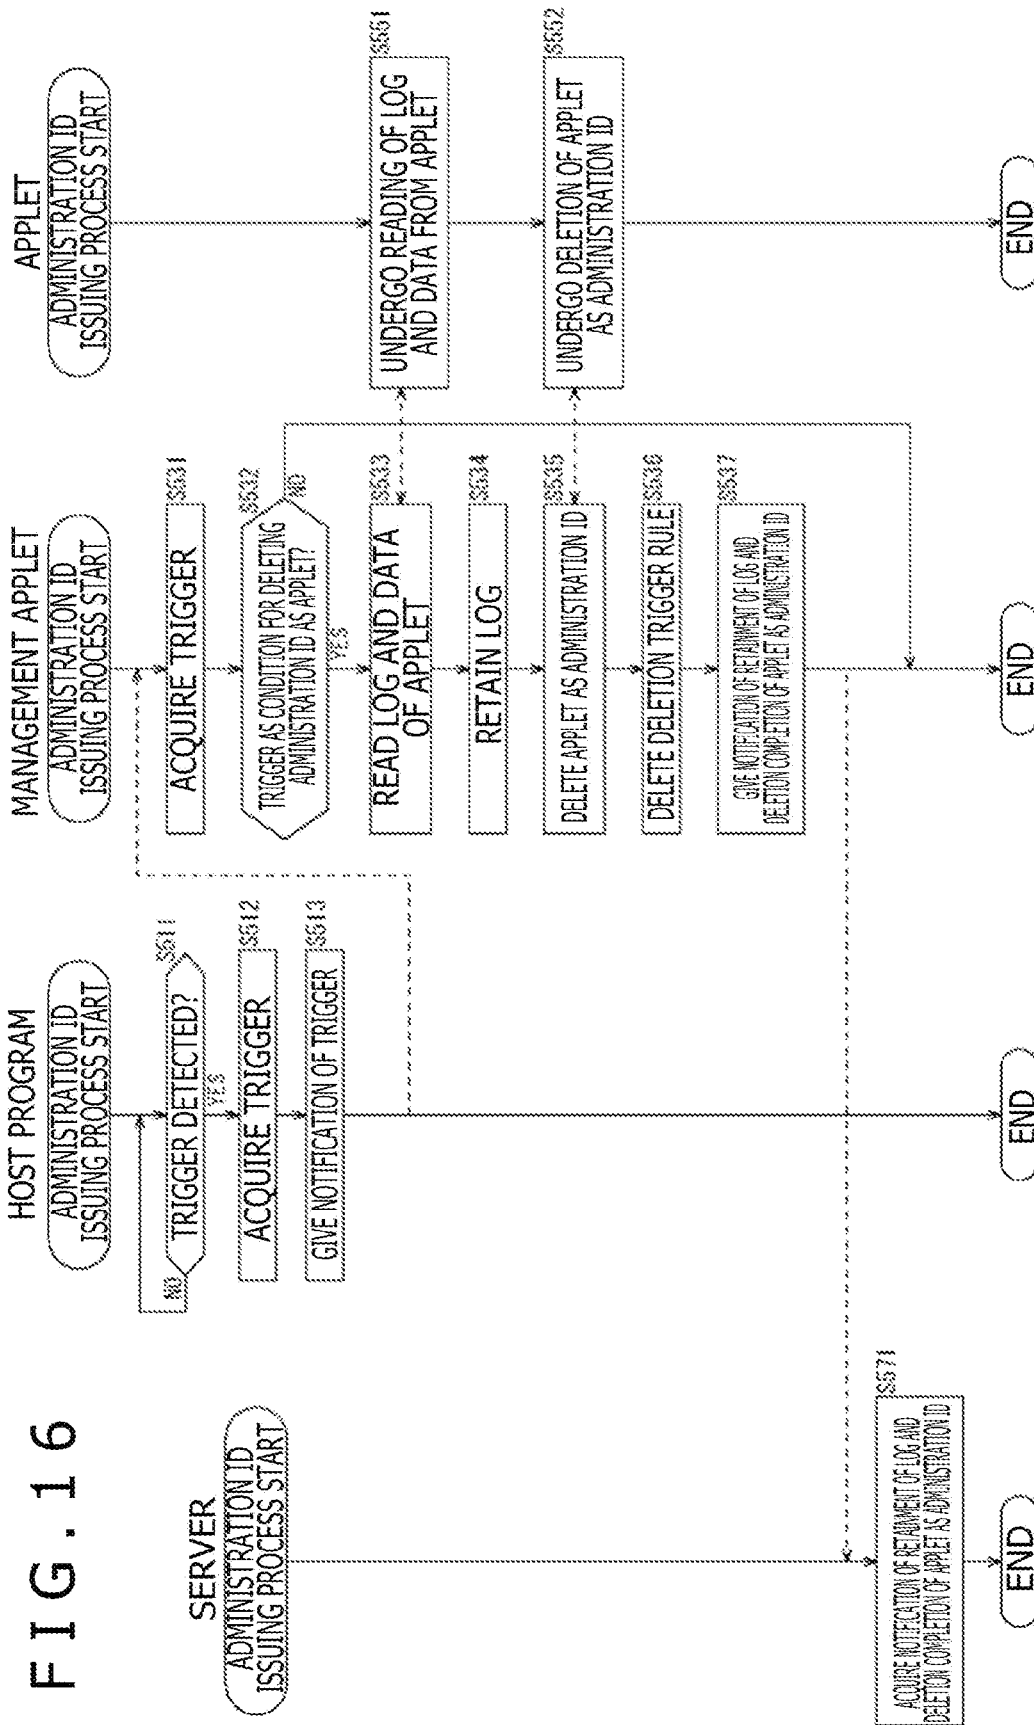 FIG.16
SERVER
ADMINISTRATION ID
ISSUING PROCESS START
ACQUIRE NOTIFICATION OF RETAINMENT OF LOG AND
DELETION COMPLETION OF APPLET AS ADMINISTRATION ID
S571
END
HOST PROGRAM
ADMINISTRATION ID
ISSUING PROCESS START
TRIGGER DETECTED?
S511
NO
YES
ACQUIRE TRIGGER
S512
GIVE NOTIFICATION OF TRIGGER
S513
END
MANAGEMENT APPLET
ADMINISTRATION ID
ISSUING PROCESS START
ACQUIRE TRIGGER
S531
TRIGGER AS CONDITION FOR DELETING
ADMINISTRATION ID AS APPLET?
S532
NO
YES
READ LOG AND DATA
OF APPLET
S533
RETAIN LOG
S534
DELETE APPLET AS ADMINISTRATION ID
S535
DELETE DELETION TRIGGER RULE
S536
GIVE NOTIFICATION OF RETAINMENT OF LOG AND
DELETION COMPLETION OF APPLET AS ADMINISTRATION ID
S537
END
APPLET
ADMINISTRATION ID
ISSUING PROCESS START
UNDERGO READING OF LOG
AND DATA FROM APPLET
S551
UNDERGO DELETION OF APPLET
AS ADMINISTRATION ID
S552
END